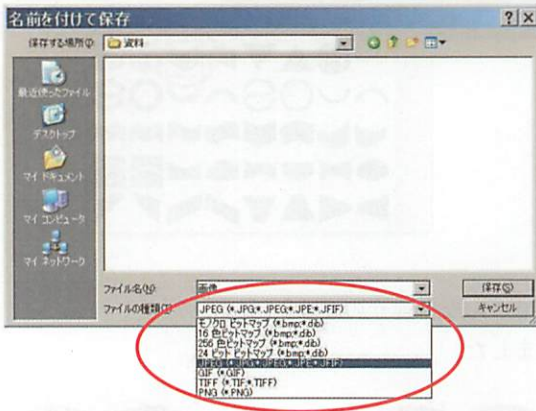 名前を付けて保存
保存する場所(I):
資料
最近使ったファイル
デスクトップ
マイ ドキュメント
マイ コンピュータ
マイ ネットワーク
ファイル名(N):
画像
保存(S)
ファイルの種類(T):
JPEG (*.JPG;*.JPEG;*.JPE;*.JFIF)
キャンセル
モノクロ ビットマップ (*.bmp;*.dib)
16 色ビットマップ (*.bmp;*.dib)
256 色ビットマップ (*.bmp;*.dib)
24 ビット ビットマップ (*.bmp;*.dib)
JPEG (*.JPG;*.JPEG;*.JPE;*.JFIF)
GIF (*.GIF)
TIFF (*.TIF;*.TIFF)
PNG (*.PNG)